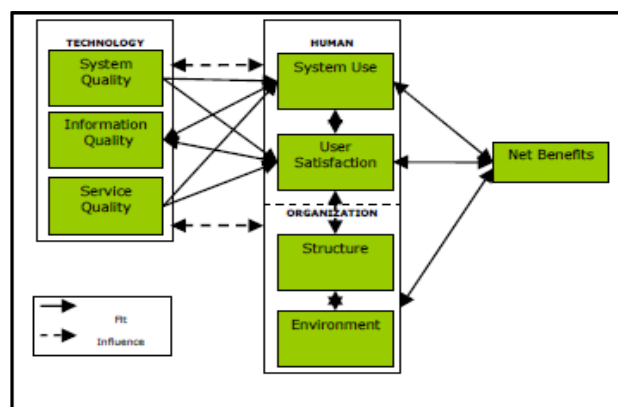 TECHNOLOGY
System
Quality
Information
Quality
Service
Quality
HUMAN
System Use
User
Satisfaction
ORGANIZATION
Structure
Environment
Net Benefits
Fit
Influence